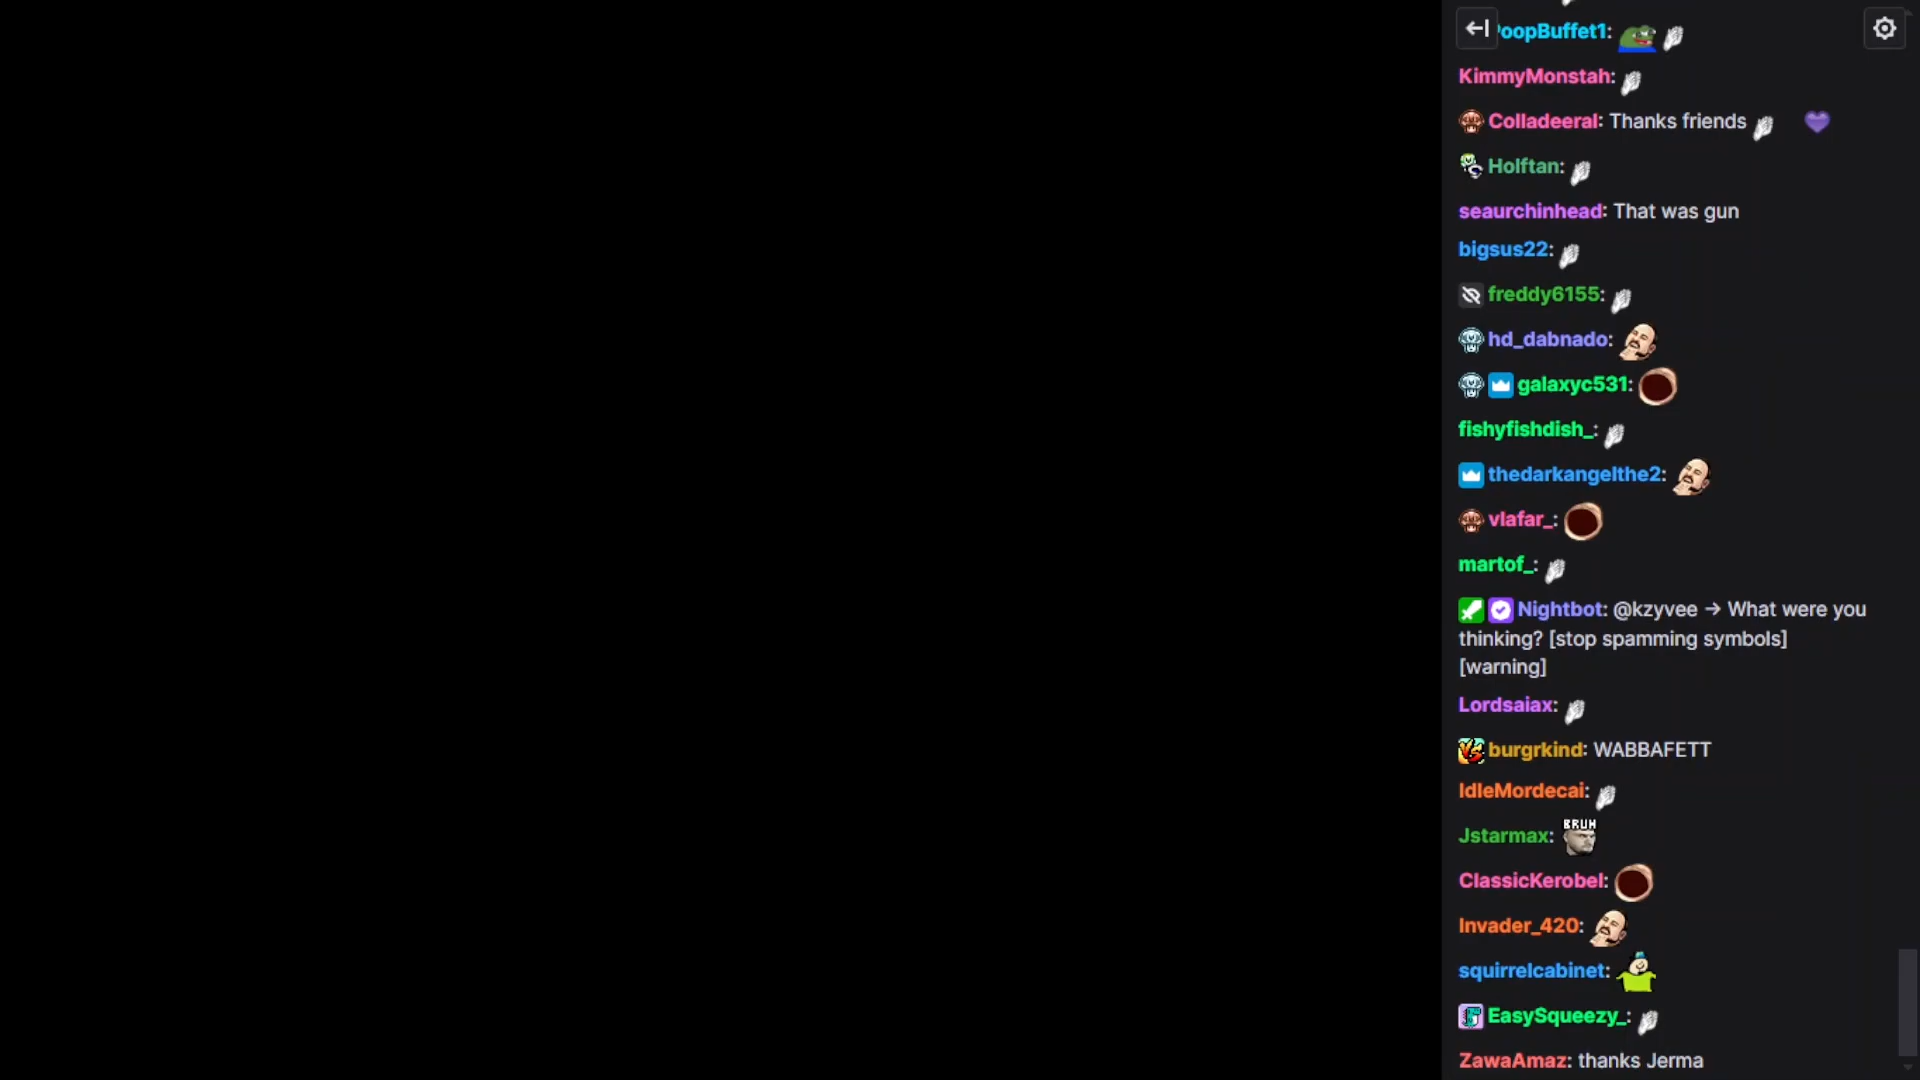 oopBuffet1:
KimmyMonstah:
Colladeeral: Thanks friends
Holftan:
seaurchinhead: That was gun
bigsus22:
freddy6155:
hd_dabnado:
galaxyc531:
fishyfishdish_:
thedarkangelthe2:
vlafar_:
martof_:
Nightbot: @kzyvee → What were you
thinking? [stop spamming symbols]
[warning]
Lordsaiax:
burgrkind: WABBAFETT
IdleMordecai:
Jstarmax: BRUH
ClassicKerobel:
Invader_420:
squirrelcabinet:
EasySqueezy_:
ZawaAmaz: thanks Jerma